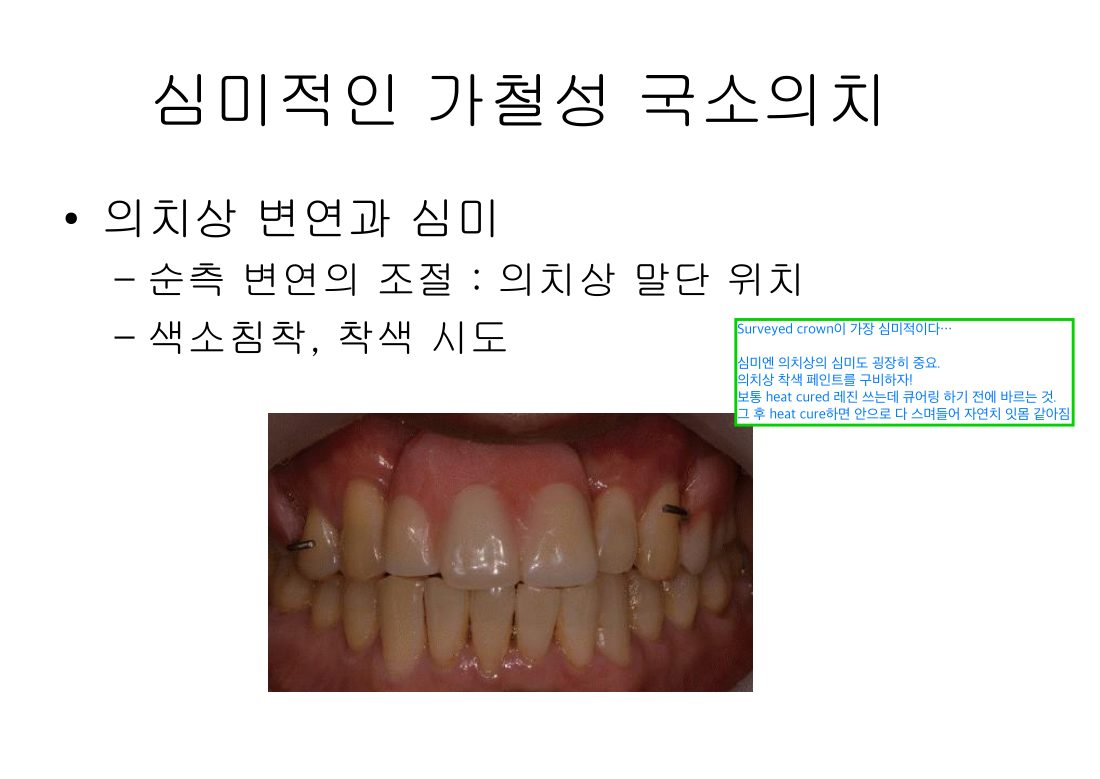 심미적인 가철성 국소의치
• 의치상 변연과 심미
– 순측 변연의 조절 : 의치상 말단 위치
– 색소침착, 착색 시도
Surveyed crown이 가장 심미적이다…
심미엔 의치상의 심미도 굉장히 중요.
의치상 착색 페인트를 구비하자!
보통 heat cured 레진 쓰는데 큐어링 하기 전에 바르는 것.
그 후 heat cure하면 안으로 다 스며들어 자연치 잇몸 같아짐